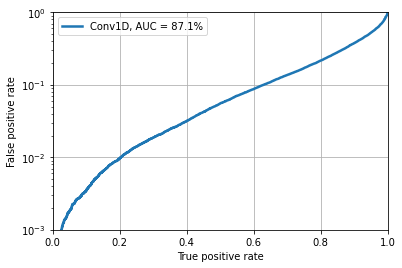 Conv1D, AUC = 87.1%
False positive rate
10⁰
10⁻¹
10⁻²
10⁻³
0.0 0.2 0.4 0.6 0.8 1.0
True positive rate